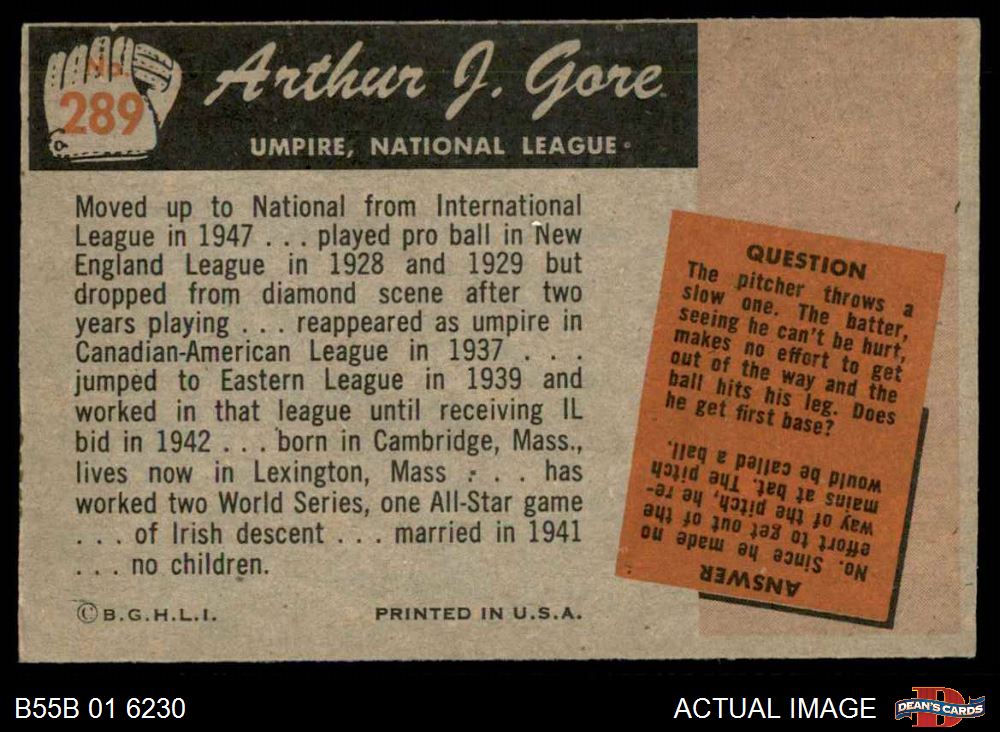 No.
289
Arthur J. Gore
UMPIRE, NATIONAL LEAGUE
Moved up to National from International
League in 1947 . . . played pro ball in New
England League in 1928 and 1929 but
dropped from diamond scene after two
years playing . . . reappeared as umpire in
Canadian-American League in 1937 . . .
jumped to Eastern League in 1939 and
worked in that league until receiving IL
bid in 1942 . . . born in Cambridge, Mass.,
lives now in Lexington, Mass . . . has
worked two World Series, one All-Star game
. . . of Irish descent . . . married in 1941
. . . no children.
© B.G.H.L.I. PRINTED IN U.S.A.
QUESTION
The pitcher throws a
slow one. The batter,
seeing he can't be hurt,
makes no effort to get
out of the way and the
ball hits his leg. Does
he get first base?
ANSWER
No. Since he made no
effort to get out of the
way of the pitch, he re-
mains at bat. The pitch
would be called a ball.
B55B 01 6230
ACTUAL IMAGE
D
DEAN'S CARDS